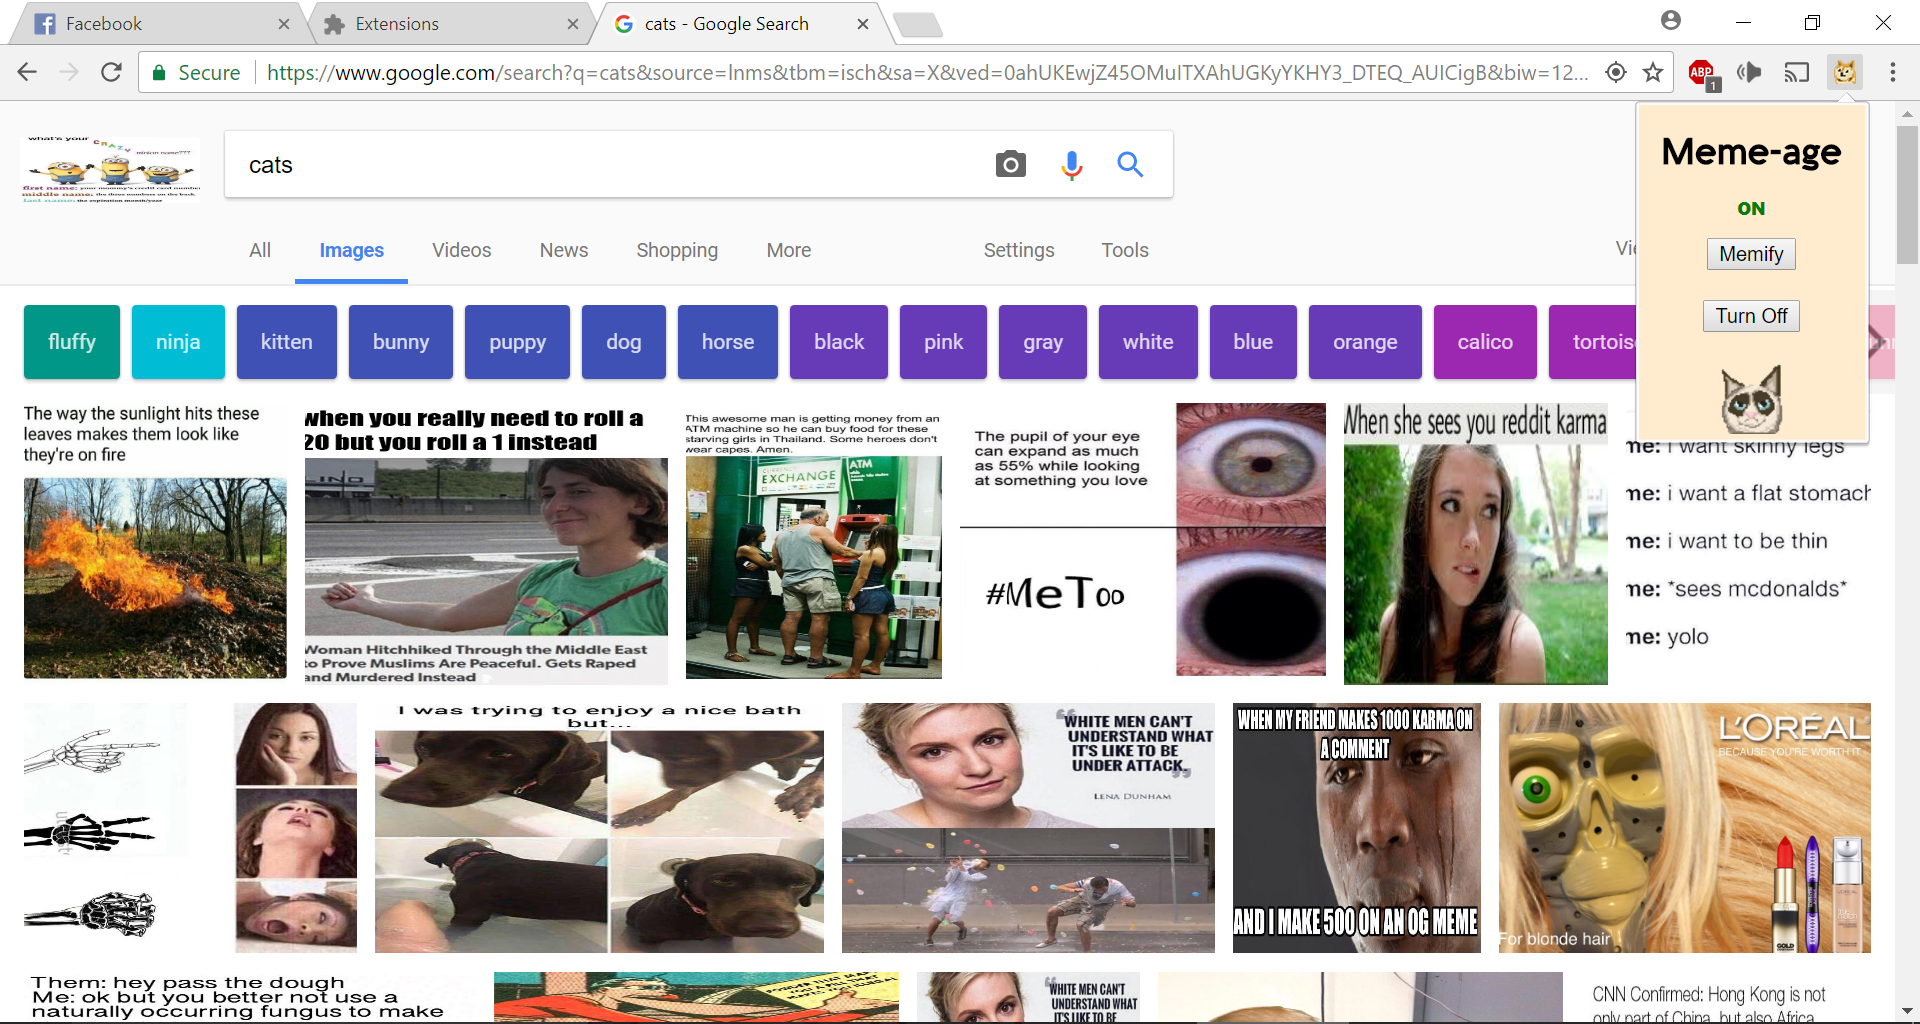 Facebook
Extensions
cats - Google Search
Secure
https://www.google.com/search?q=cats&source=lnms&tbm=isch&sa=X&ved=0ahUKEwjZ45OMuITXAhUGKyYKHY3_DTEQ_AUICigB&biw=12...
ABP
1
what's your
CRAZY
minion name???
first name: your mommy's credit card number
middle name: the three numbers on the back
last name: the expiration month/year
cats
Meme-age
ON
Memify
Turn Off
All
Images
Videos
News
Shopping
More
Settings
Tools
Vie
fluffy
ninja
kitten
bunny
puppy
dog
horse
black
pink
gray
white
blue
orange
calico
tortois
The way the sunlight hits these
leaves makes them look like
they're on fire
when you really need to roll a
20 but you roll a 1 instead
Woman Hitchhiked Through the Middle East
to Prove Muslims Are Peaceful. Gets Raped
and Murdered Instead
This awesome man is getting money from an
ATM machine so he can buy food for these
starving girls in Thailand. Some heroes don't
wear capes. Amen.
CURRENCY
EXCHANGE
ATM
The pupil of your eye
can expand as much
as 55% while looking
at something you love
#MeToo
When she sees you reddit karma
me: i want skinny legs
me: i want a flat stomach
me: i want to be thin
me: *sees mcdonalds*
me: yolo
I was trying to enjoy a nice bath
but...
WHITE MEN CAN'T
UNDERSTAND WHAT
IT'S LIKE TO BE
UNDER ATTACK.
LENA DUNHAM
WHEN MY FRIEND MAKES 1000 KARMA ON
A COMMENT
AND I MAKE 500 ON AN OG MEME
L'ORÉAL
BECAUSE YOU'RE WORTH IT
GOLD
For blonde hair
Them: hey pass the dough
Me: ok but you better not use a
naturally occurring fungus to make
WHITE MEN CAN'T
UNDERSTAND WHAT
IT'S LIKE TO BE
CNN Confirmed: Hong Kong is not
only part of China, but also Africa